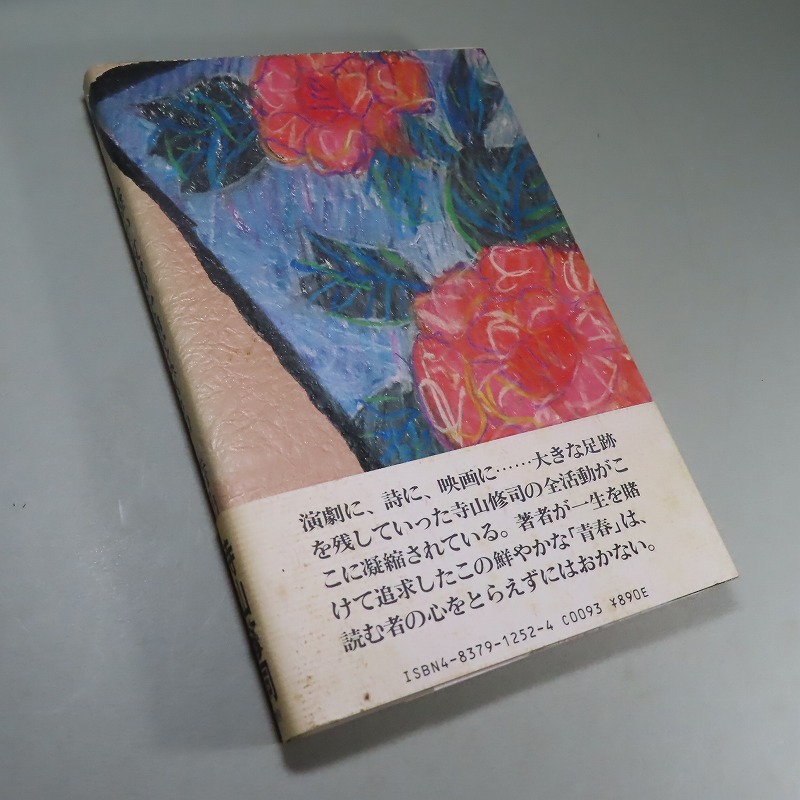 演劇に、詩に、映画に……大きな足跡
を残していった寺山修司の全活動がこ
こに凝縮されている。著者が一生を賭
けて追求したこの鮮やかな「青春」は、
読む者の心をとらえずにはおかない。
ISBN4-8379-1252-4 C0093 ¥890E